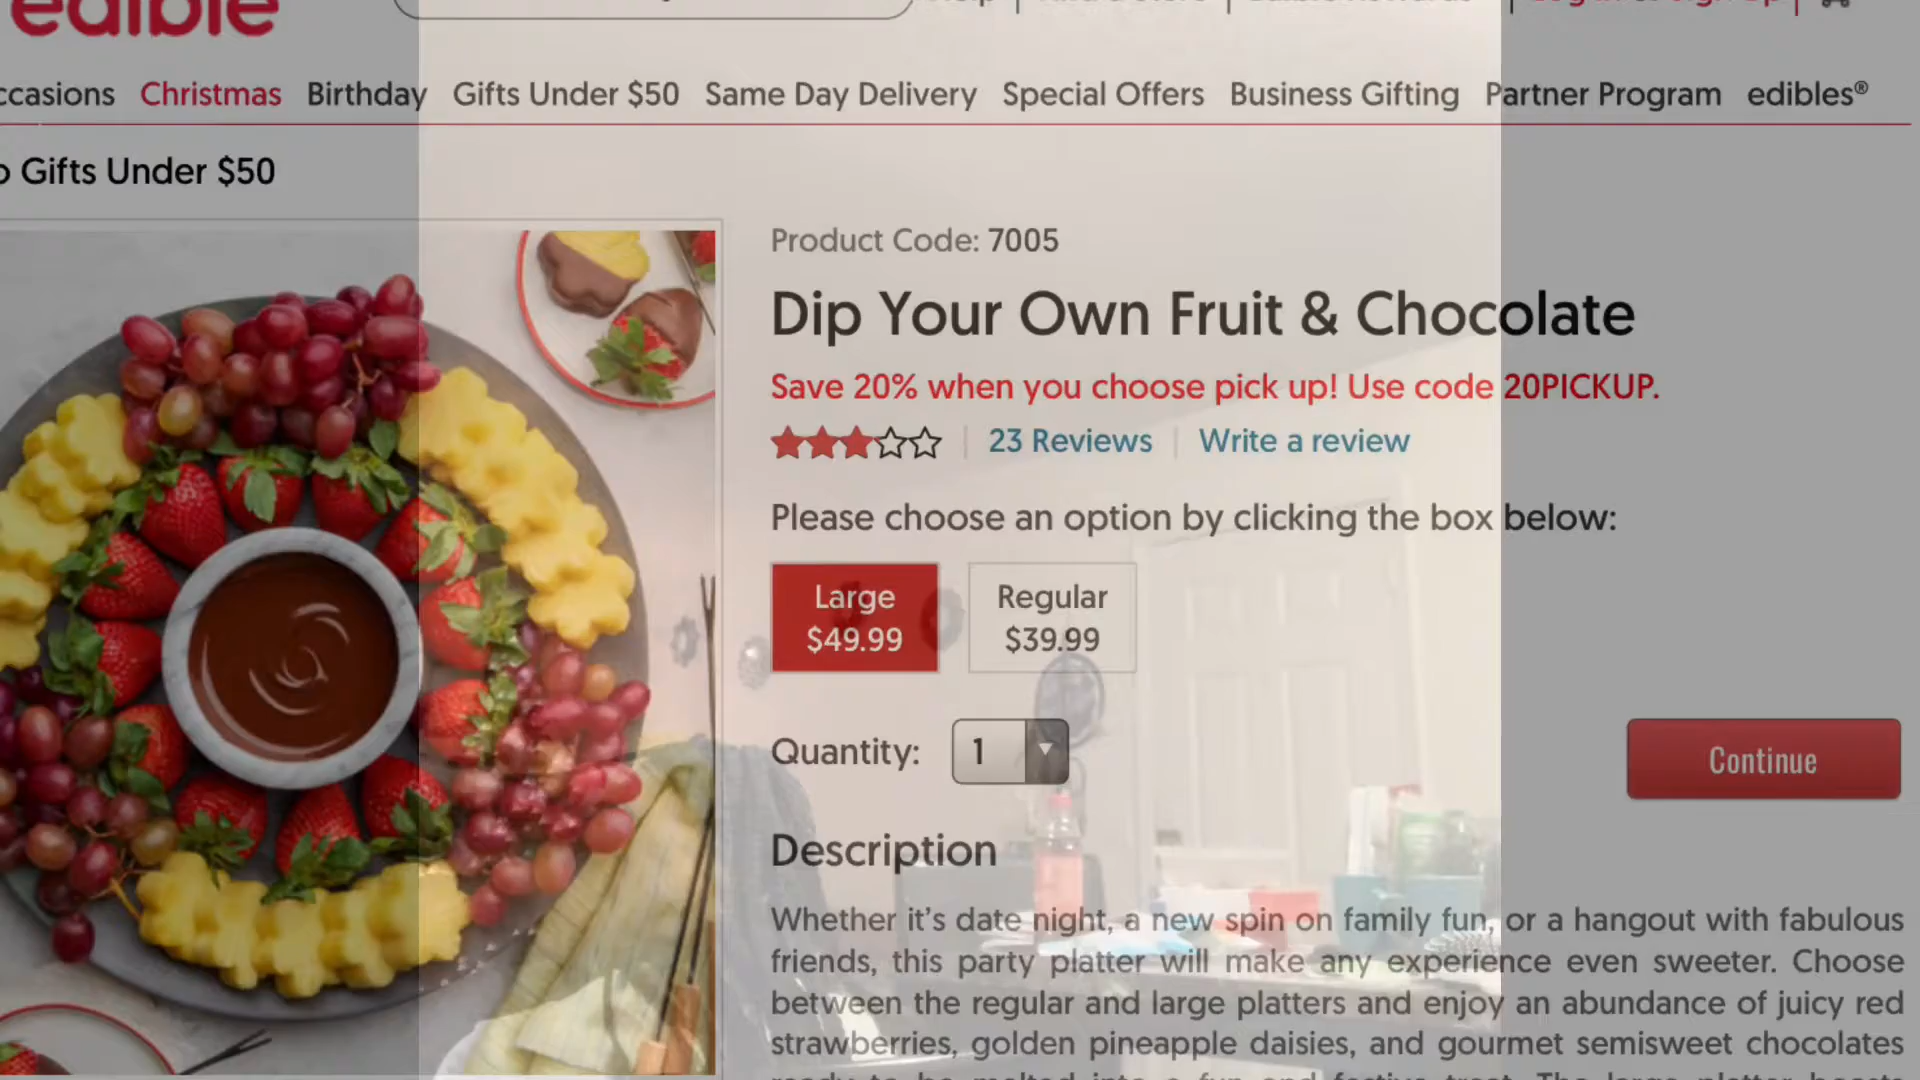 edible
Christmas Birthday Gifts Under $50 Same Day Delivery Special Offers Business Gifting Partner Program edibles®
Gifts Under $50
Product Code: 7005
Dip Your Own Fruit & Chocolate
Save 20% when you choose pick up! Use code 20PICKUP.
23 Reviews | Write a review
Please choose an option by clicking the box below:
Large Regular
$49.99 $39.99
Quantity: 1
Continue
Description
Whether it’s date night, a new spin on family fun, or a hangout with fabulous
friends, this party platter will make any experience even sweeter. Choose
between the regular and large platters and enjoy an abundance of juicy red
strawberries, golden pineapple daisies, and gourmet semisweet chocolates